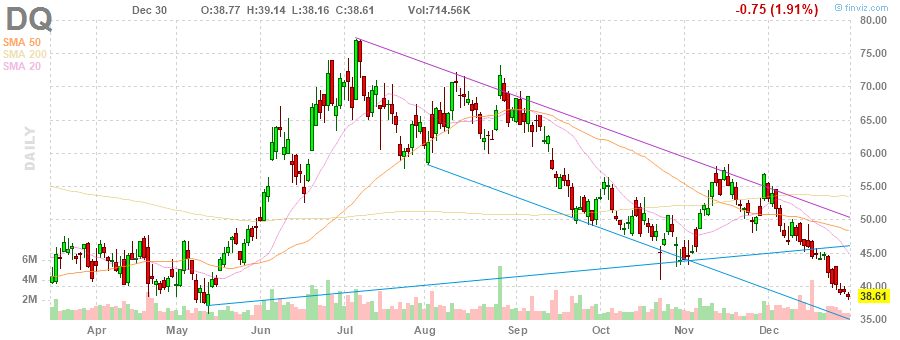 DQ Dec 30 O:38.77 H:39.14 L:38.16 C:38.61 Vol:714.56K -0.75 (1.91%) finviz.com
SMA 50
SMA 200
SMA 20
DAILY
80.00
75.00
70.00
65.00
60.00
55.00
50.00
45.00
40.00
38.61
35.00
6M
4M
2M
Apr May Jun Jul Aug Sep Oct Nov Dec